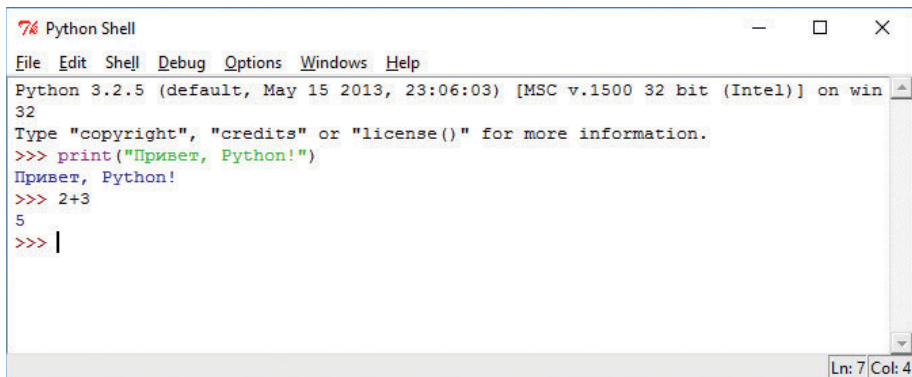 Python Shell
File Edit Shell Debug Options Windows Help
Python 3.2.5 (default, May 15 2013, 23:06:03) [MSC v.1500 32 bit (Intel)] on win
32
Type "copyright", "credits" or "license()" for more information.
>>> print("Привет, Python!")
Привет, Python!
>>> 2+3
5
>>>
Ln: 7 Col: 4